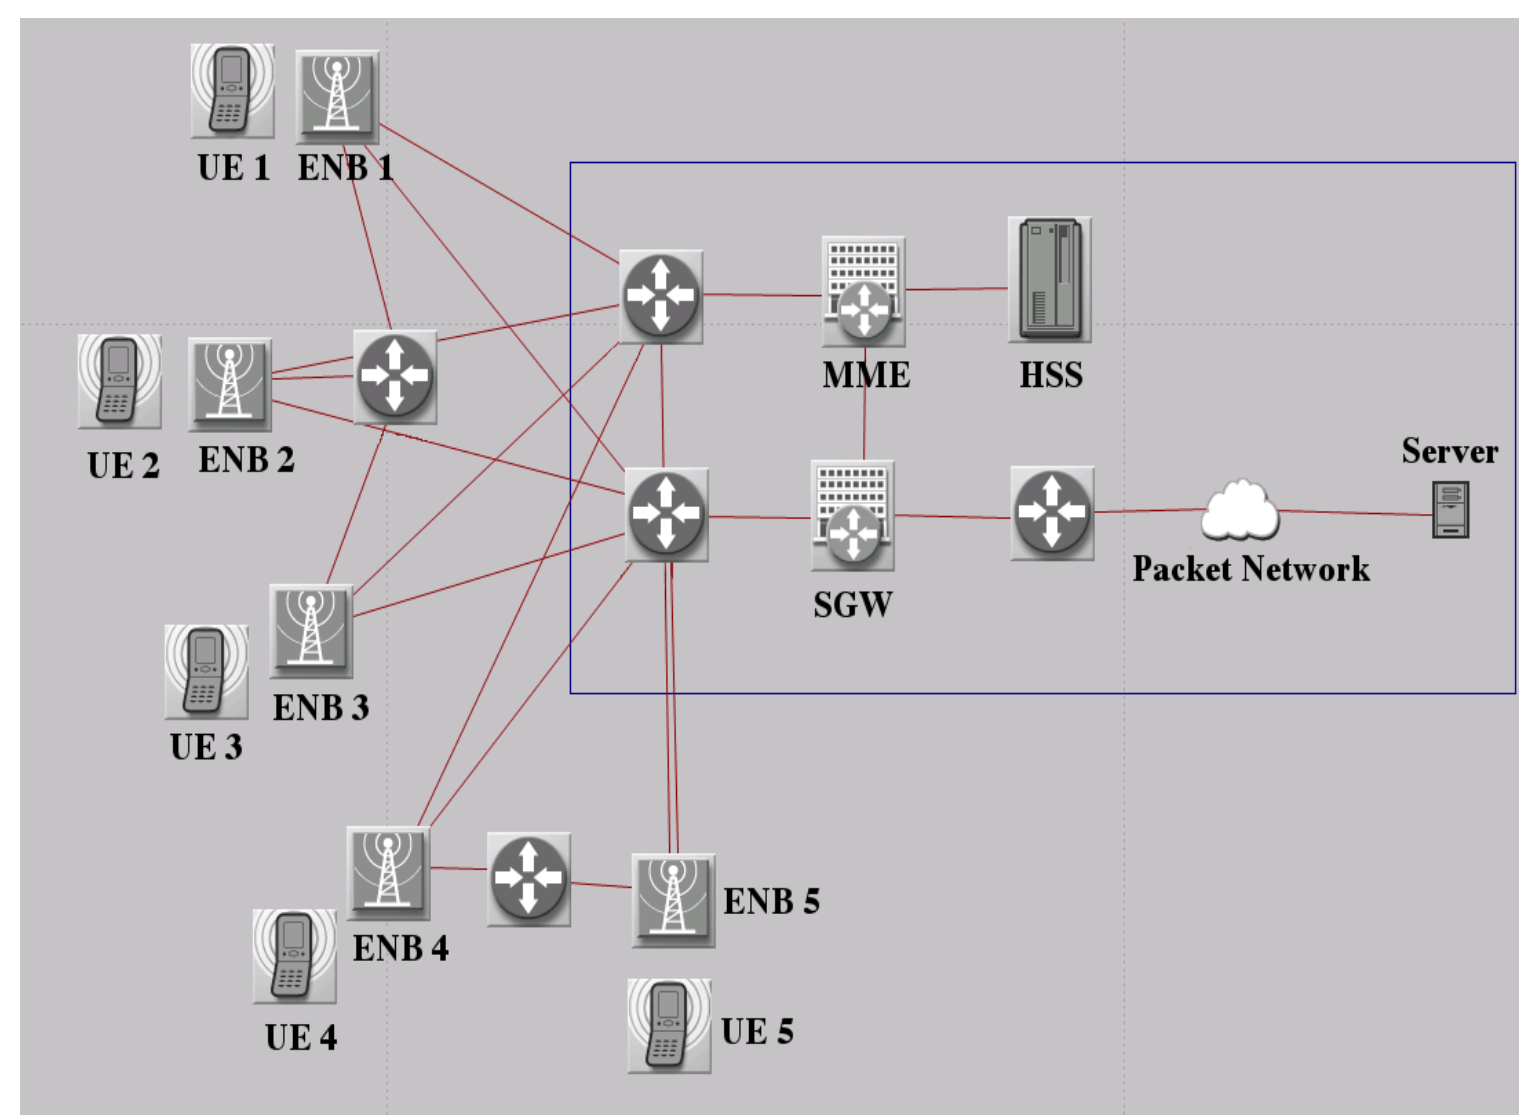 UE 1
ENB 1
MME
HSS
UE 2
ENB 2
Server
Packet Network
SGW
ENB 3
UE 3
ENB 5
ENB 4
UE 4
UE 5